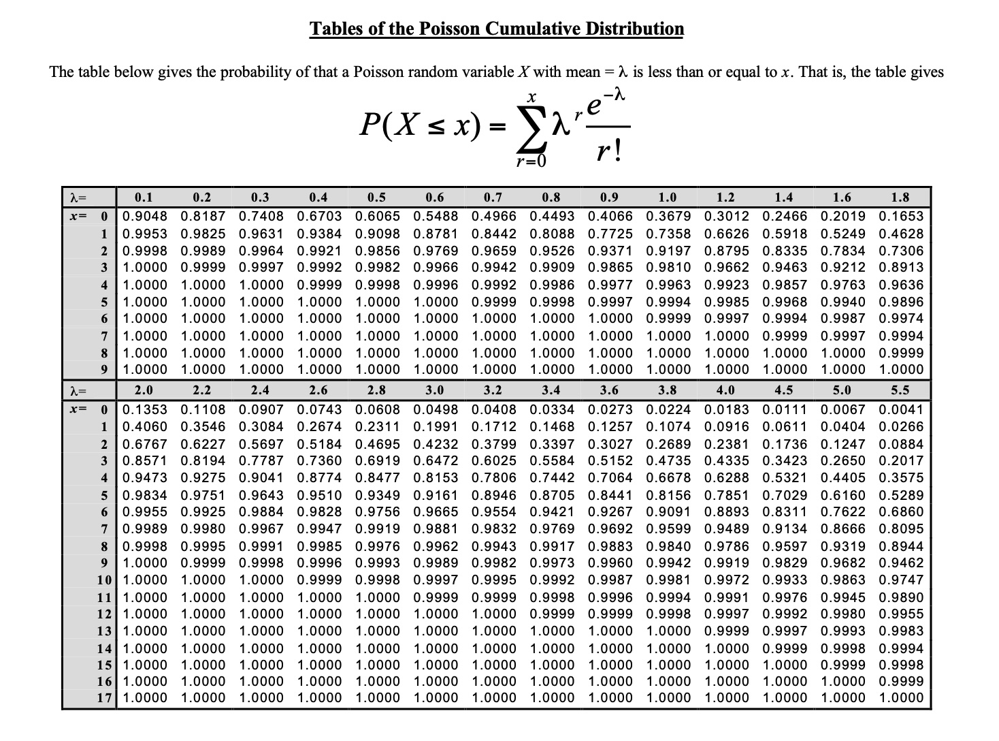 Tables of the Poisson Cumulative Distribution
The table below gives the probability of that a Poisson random variable X with mean = λ is less than or equal to x. That is, the table gives
P(X ≤ x) = ∑_{r=0}^{x} λ^r e^{-λ} / r!
λ= 0.1 0.2 0.3 0.4 0.5 0.6 0.7 0.8 0.9 1.0 1.2 1.4 1.6 1.8
x= 0 0.9048 0.8187 0.7408 0.6703 0.6065 0.5488 0.4966 0.4493 0.4066 0.3679 0.3012 0.2466 0.2019 0.1653
1 0.9953 0.9825 0.9631 0.9384 0.9098 0.8781 0.8442 0.8088 0.7725 0.7358 0.6626 0.5918 0.5249 0.4628
2 0.9998 0.9989 0.9964 0.9921 0.9856 0.9769 0.9659 0.9526 0.9371 0.9197 0.8795 0.8335 0.7834 0.7306
3 1.0000 0.9999 0.9997 0.9992 0.9982 0.9966 0.9942 0.9909 0.9865 0.9810 0.9662 0.9463 0.9212 0.8913
4 1.0000 1.0000 1.0000 0.9999 0.9998 0.9996 0.9992 0.9986 0.9977 0.9963 0.9923 0.9857 0.9763 0.9636
5 1.0000 1.0000 1.0000 1.0000 1.0000 1.0000 0.9999 0.9998 0.9997 0.9994 0.9985 0.9968 0.9940 0.9896
6 1.0000 1.0000 1.0000 1.0000 1.0000 1.0000 1.0000 1.0000 1.0000 0.9999 0.9997 0.9994 0.9987 0.9974
7 1.0000 1.0000 1.0000 1.0000 1.0000 1.0000 1.0000 1.0000 1.0000 1.0000 1.0000 0.9999 0.9997 0.9994
8 1.0000 1.0000 1.0000 1.0000 1.0000 1.0000 1.0000 1.0000 1.0000 1.0000 1.0000 1.0000 1.0000 0.9999
9 1.0000 1.0000 1.0000 1.0000 1.0000 1.0000 1.0000 1.0000 1.0000 1.0000 1.0000 1.0000 1.0000 1.0000
λ= 2.0 2.2 2.4 2.6 2.8 3.0 3.2 3.4 3.6 3.8 4.0 4.5 5.0 5.5
x= 0 0.1353 0.1108 0.0907 0.0743 0.0608 0.0498 0.0408 0.0334 0.0273 0.0224 0.0183 0.0111 0.0067 0.0041
1 0.4060 0.3546 0.3084 0.2674 0.2311 0.1991 0.1712 0.1468 0.1257 0.1074 0.0916 0.0611 0.0404 0.0266
2 0.6767 0.6227 0.5697 0.5184 0.4695 0.4232 0.3799 0.3397 0.3027 0.2689 0.2381 0.1736 0.1247 0.0884
3 0.8571 0.8194 0.7787 0.7360 0.6919 0.6472 0.6025 0.5584 0.5152 0.4735 0.4335 0.3423 0.2650 0.2017
4 0.9473 0.9275 0.9041 0.8774 0.8477 0.8153 0.7806 0.7442 0.7064 0.6678 0.6288 0.5321 0.4405 0.3575
5 0.9834 0.9751 0.9643 0.9510 0.9349 0.9161 0.8946 0.8705 0.8441 0.8156 0.7851 0.7029 0.6160 0.5289
6 0.9955 0.9925 0.9884 0.9828 0.9756 0.9665 0.9554 0.9421 0.9267 0.9091 0.8893 0.8311 0.7622 0.6860
7 0.9989 0.9980 0.9967 0.9947 0.9919 0.9881 0.9832 0.9769 0.9692 0.9599 0.9489 0.9134 0.8666 0.8095
8 0.9998 0.9995 0.9991 0.9985 0.9976 0.9962 0.9943 0.9917 0.9883 0.9840 0.9786 0.9597 0.9319 0.8944
9 1.0000 0.9999 0.9998 0.9996 0.9993 0.9989 0.9982 0.9973 0.9960 0.9942 0.9919 0.9829 0.9682 0.9462
10 1.0000 1.0000 1.0000 0.9999 0.9998 0.9997 0.9995 0.9992 0.9987 0.9981 0.9972 0.9933 0.9863 0.9747
11 1.0000 1.0000 1.0000 1.0000 1.0000 0.9999 0.9999 0.9998 0.9996 0.9994 0.9991 0.9976 0.9945 0.9890
12 1.0000 1.0000 1.0000 1.0000 1.0000 1.0000 1.0000 0.9999 0.9999 0.9998 0.9997 0.9992 0.9980 0.9955
13 1.0000 1.0000 1.0000 1.0000 1.0000 1.0000 1.0000 1.0000 1.0000 1.0000 0.9999 0.9997 0.9993 0.9983
14 1.0000 1.0000 1.0000 1.0000 1.0000 1.0000 1.0000 1.0000 1.0000 1.0000 1.0000 0.9999 0.9998 0.9994
15 1.0000 1.0000 1.0000 1.0000 1.0000 1.0000 1.0000 1.0000 1.0000 1.0000 1.0000 1.0000 0.9999 0.9998
16 1.0000 1.0000 1.0000 1.0000 1.0000 1.0000 1.0000 1.0000 1.0000 1.0000 1.0000 1.0000 1.0000 0.9999
17 1.0000 1.0000 1.0000 1.0000 1.0000 1.0000 1.0000 1.0000 1.0000 1.0000 1.0000 1.0000 1.0000 1.0000